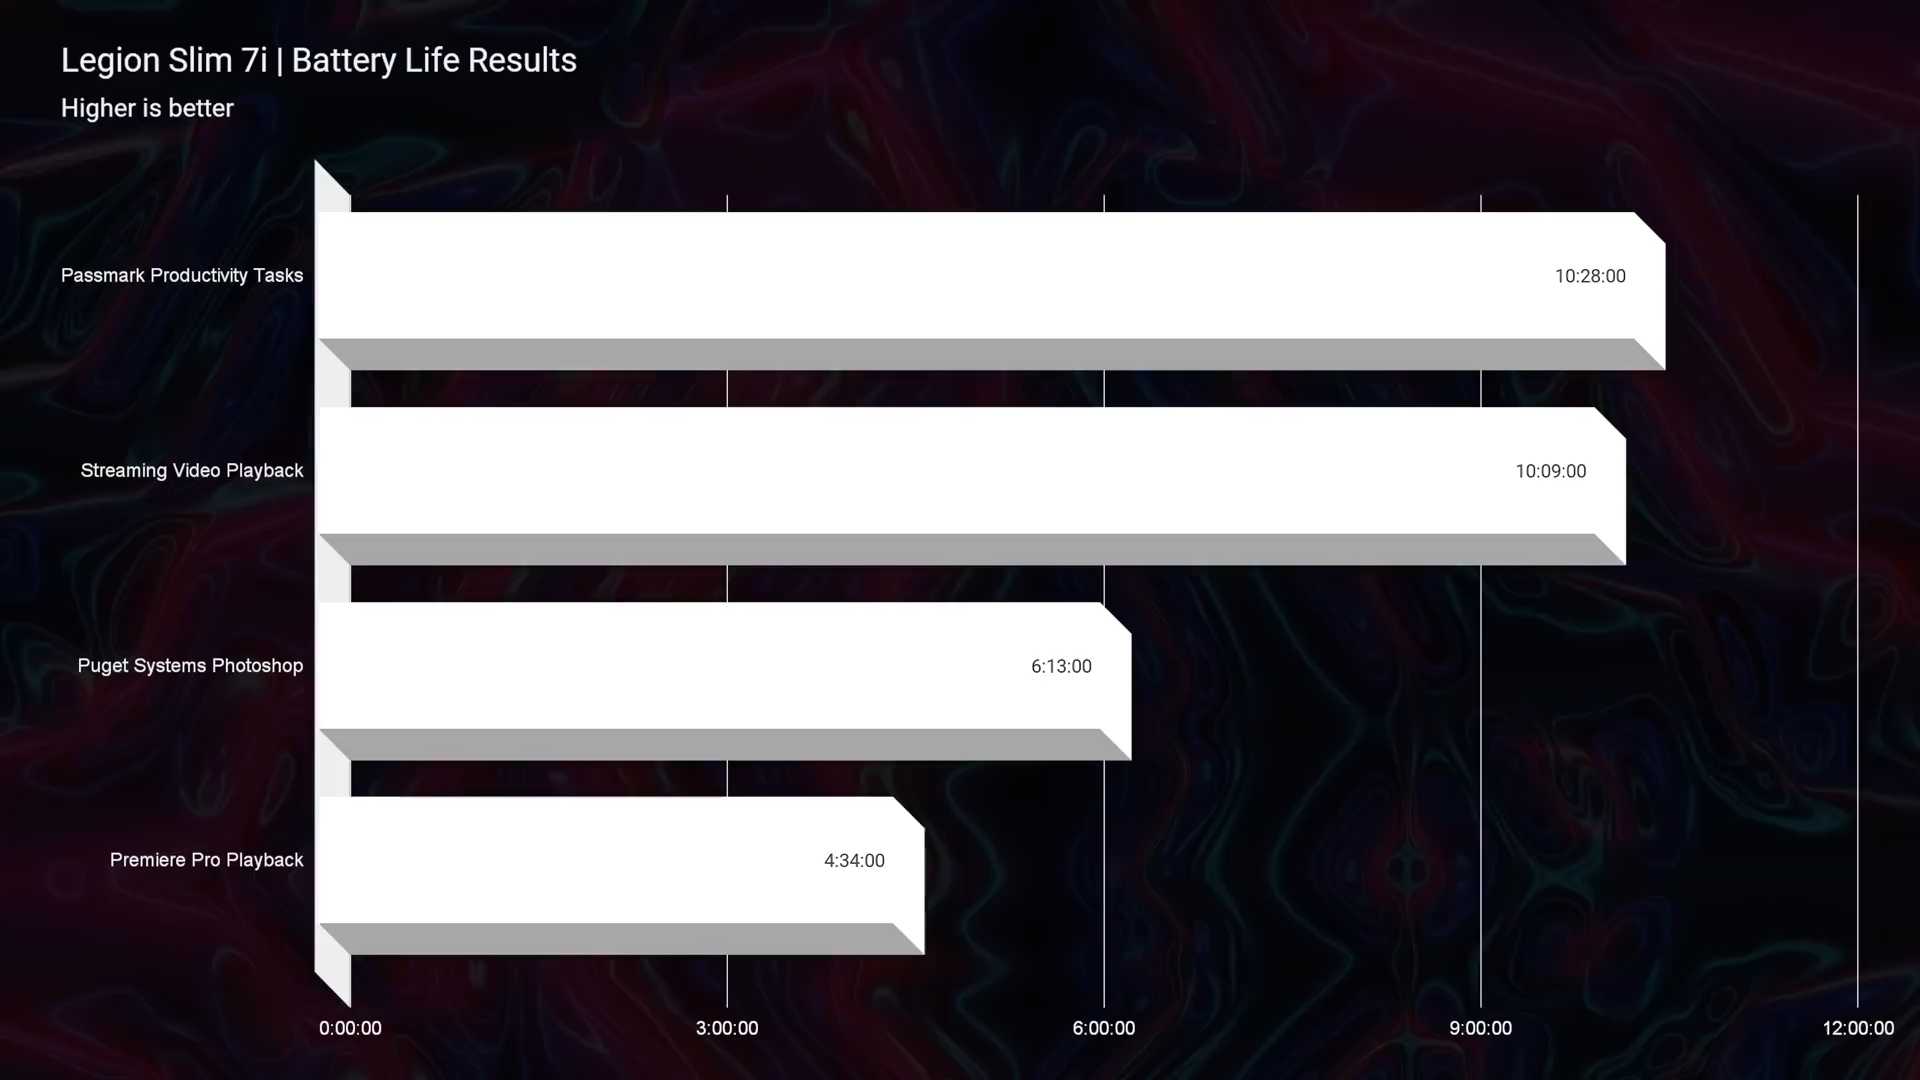 Legion Slim 7i | Battery Life Results
Higher is better
Passmark Productivity Tasks
10:28:00
Streaming Video Playback
10:09:00
Puget Systems Photoshop
6:13:00
Premiere Pro Playback
4:34:00
0:00:00
3:00:00
6:00:00
9:00:00
12:00:00